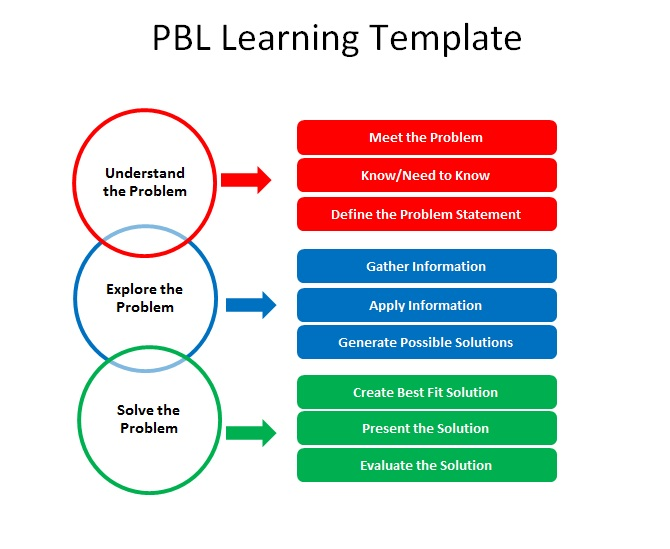 PBL Learning Template
Understand
the Problem
Meet the Problem
Know/Need to Know
Define the Problem Statement
Explore the
Problem
Gather Information
Apply Information
Generate Possible Solutions
Solve the
Problem
Create Best Fit Solution
Present the Solution
Evaluate the Solution